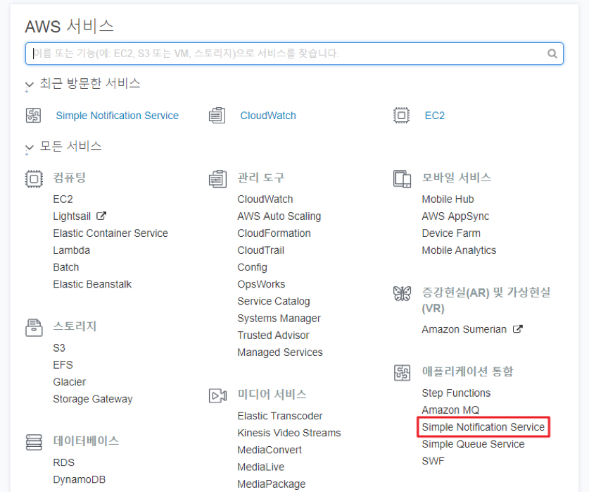 AWS 서비스
이름 또는 기능(예: EC2, S3 또는 VM, 스토리지)으로 서비스를 찾습니다.
최근 방문한 서비스
Simple Notification Service
CloudWatch
EC2
모든 서비스
컴퓨팅
EC2
Lightsail
Elastic Container Service
Lambda
Batch
Elastic Beanstalk
스토리지
S3
EFS
Glacier
Storage Gateway
데이터베이스
RDS
DynamoDB
관리 도구
CloudWatch
AWS Auto Scaling
CloudFormation
CloudTrail
Config
OpsWorks
Service Catalog
Systems Manager
Trusted Advisor
Managed Services
미디어 서비스
Elastic Transcoder
Kinesis Video Streams
MediaConvert
MediaLive
MediaPackage
모바일 서비스
Mobile Hub
AWS AppSync
Device Farm
Mobile Analytics
증강현실(AR) 및 가상현실
(VR)
Amazon Sumerian
애플리케이션 통합
Step Functions
Amazon MQ
Simple Notification Service
Simple Queue Service
SWF